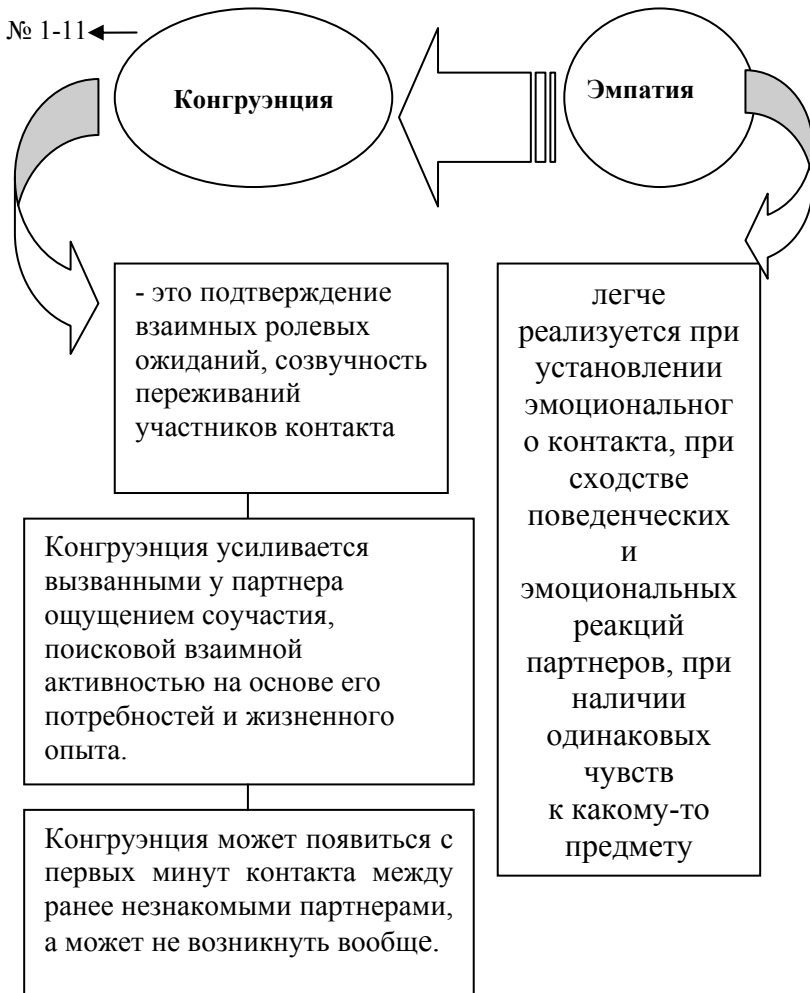 № 1-11
Конгруэнция
Эмпатия
- это подтверждение
взаимных ролевых
ожиданий, созвучность
переживаний
участников контакта
Конгруэнция усиливается
вызванными у партнера
ощущением соучастия,
поисковой взаимной
активностью на основе его
потребностей и жизненного
опыта.
Конгруэнция может появиться с
первых минут контакта между
ранее незнакомыми партнерами,
а может не возникнуть вообще.
легче
реализуется при
установлении
эмоциональног
о контакта, при
сходстве
поведенческих
и
эмоциональных
реакций
партнеров, при
наличии
одинаковых
чувств
к какому-то
предмету